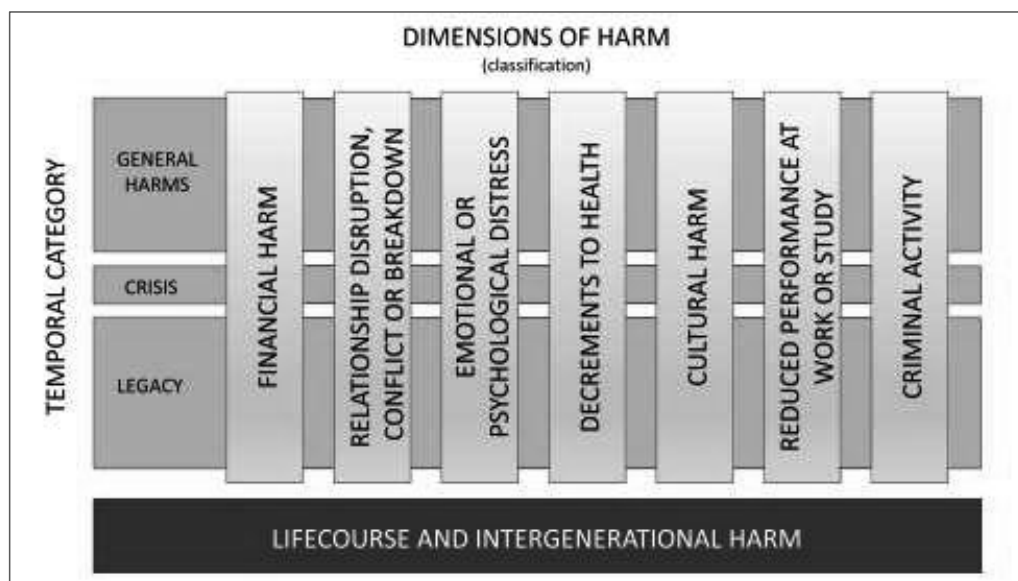 DIMENSIONS OF HARM
(classification)
TEMPORAL CATEGORY
GENERAL
HARMS
CRISIS
LEGACY
FINANCIAL HARM
RELATIONSHIP DISRUPTION,
CONFLICT OR BREAKDOWN
EMOTIONAL OR
PSYCHOLOGICAL DISTRESS
DECREMENTS TO HEALTH
CULTURAL HARM
REDUCED PERFORMANCE AT
WORK OR STUDY
CRIMINAL ACTIVITY
LIFECOURSE AND INTERGENERATIONAL HARM